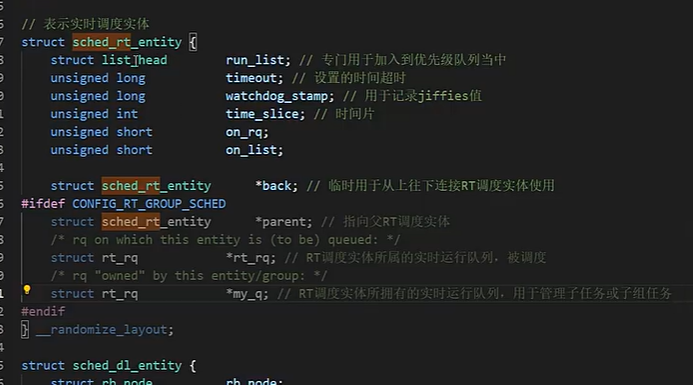 // 表示实时调度实体
struct sched_rt_entity {
struct list_head run_list; // 专门用于加入到优先级队列当中
unsigned long timeout; // 设置的时间超时
unsigned long watchdog_stamp; // 用于记录jiffies值
unsigned int time_slice; // 时间片
unsigned short on_rq;
unsigned short on_list;
struct sched_rt_entity *back; // 临时用于从上往下连接RT调度实体使用
#ifdef CONFIG_RT_GROUP_SCHED
struct sched_rt_entity *parent; // 指向父RT调度实体
/* rq on which this entity is (to be) queued: */
struct rt_rq *rt_rq; // RT调度实体所属的实时运行队列，被调度
/* rq "owned" by this entity/group: */
struct rt_rq *my_q; // RT调度实体所拥有的实时运行队列，用于管理子任务或子组任务
#endif
} __randomize_layout;
struct sched_dl_entity {
struct rb_node rb_node;